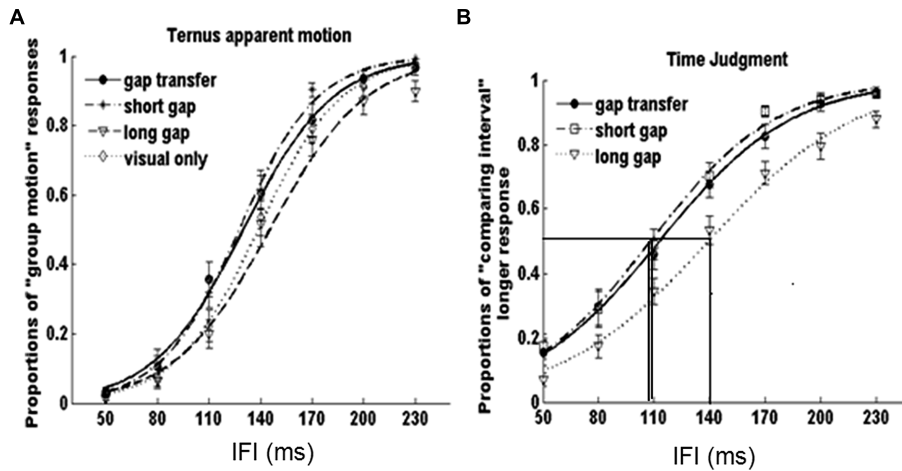 A
Ternus apparent motion
Proportions of "group motion" responses
1
0.8
0.6
0.4
0.2
0
gap transfer
short gap
long gap
visual only
50 80 110 140 170 200 230
IFI (ms)
B
Time Judgment
Proportions of "comparing interval"
longer response
1
0.8
0.6
0.4
0.2
0
gap transfer
short gap
long gap
50 80 110 140 170 200 230
IFI (ms)